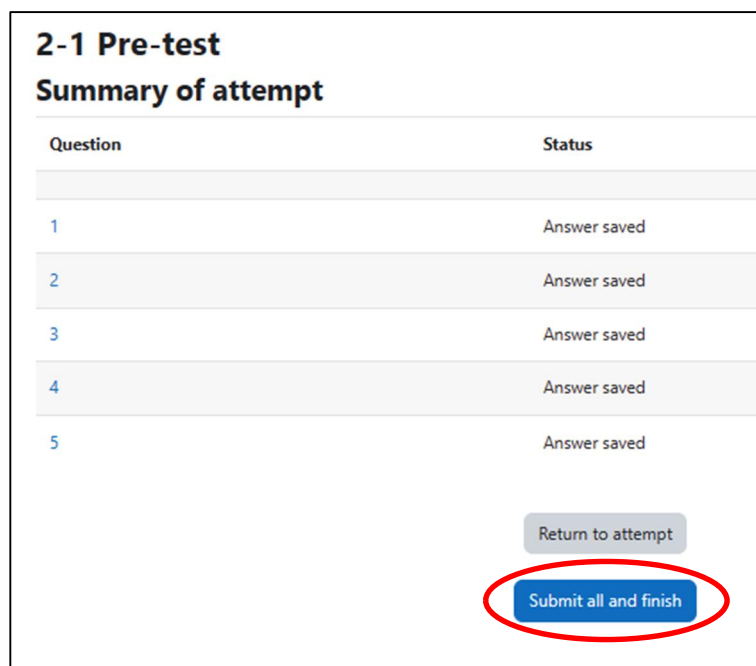 2-1 Pre-test
Summary of attempt
Question Status
1 Answer saved
2 Answer saved
3 Answer saved
4 Answer saved
5 Answer saved
Return to attempt
Submit all and finish